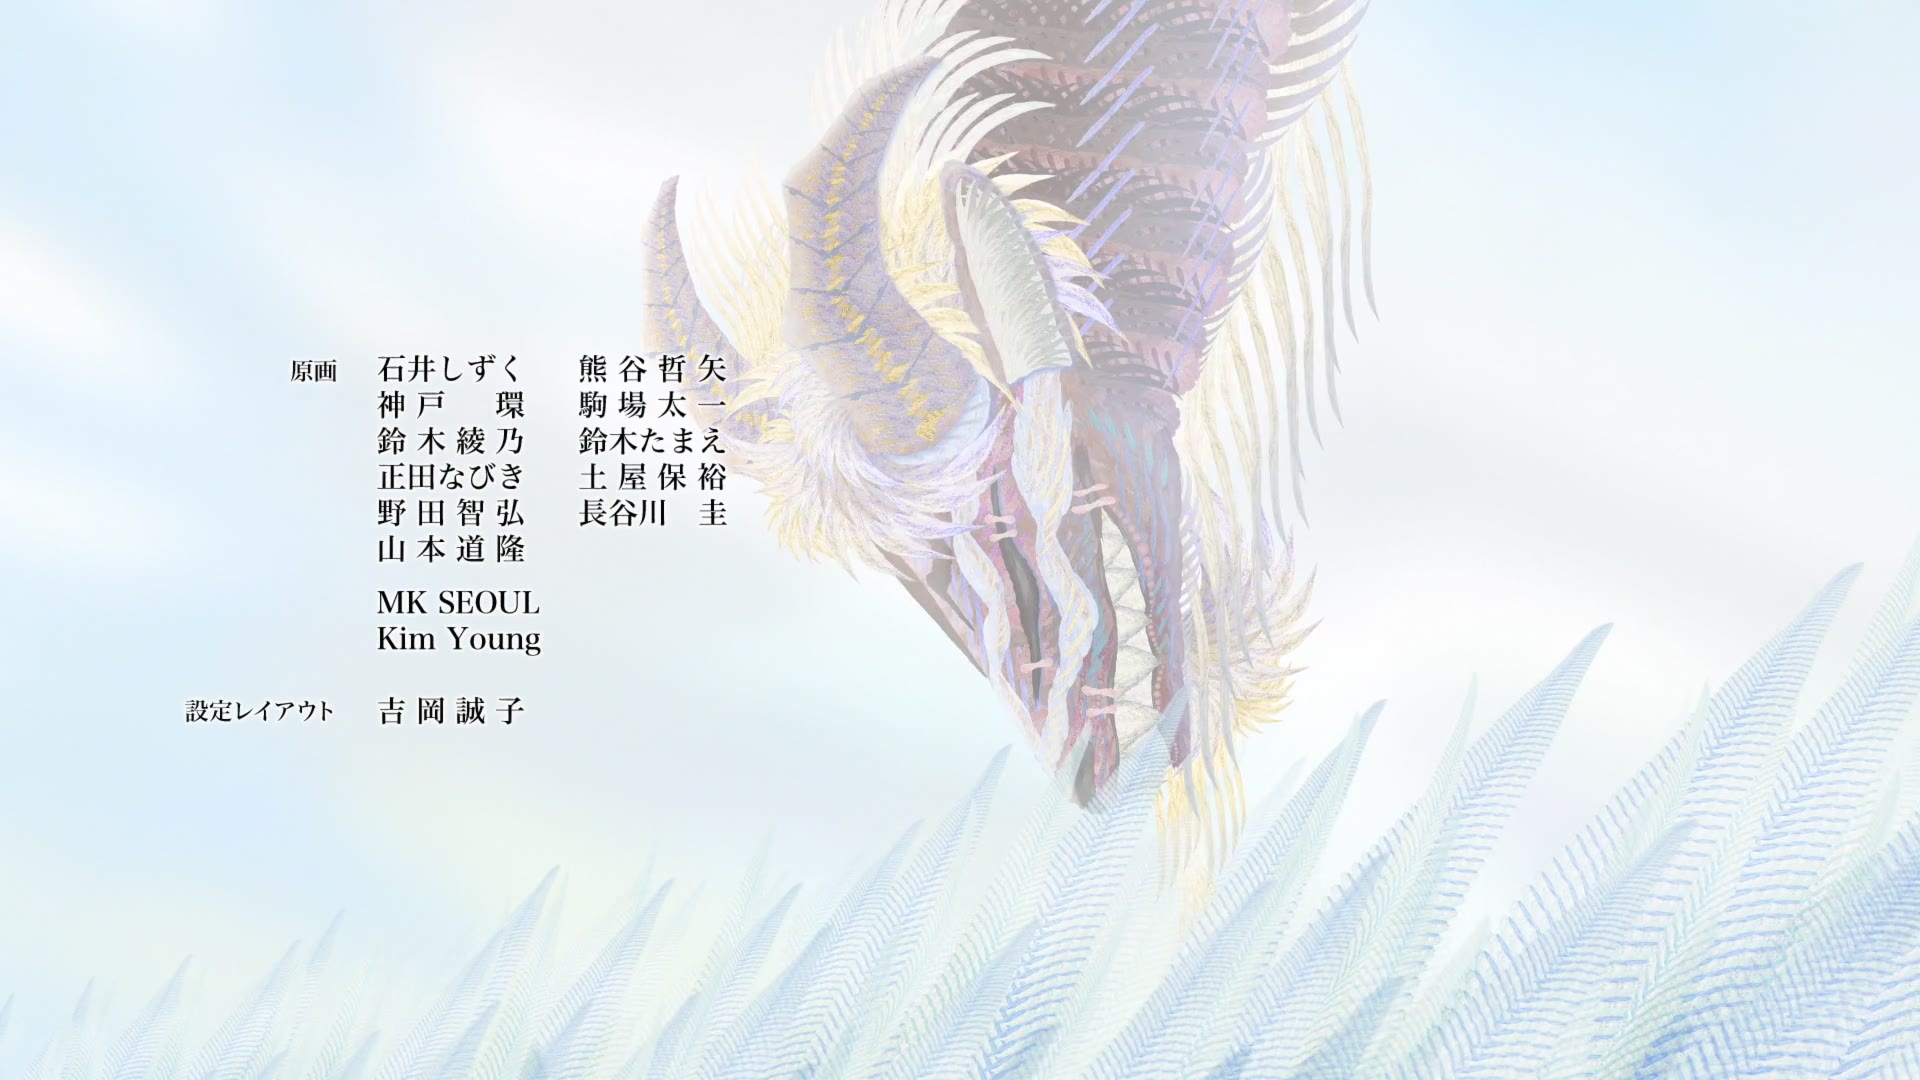 原画 石井しずく 熊谷哲矢
神戸 環 駒場太一
鈴木綾乃 鈴木たまえ
正田なびき 土屋保裕
野田智弘 長谷川 圭
山本道隆
MK SEOUL
Kim Young
設定レイアウト 吉岡誠子